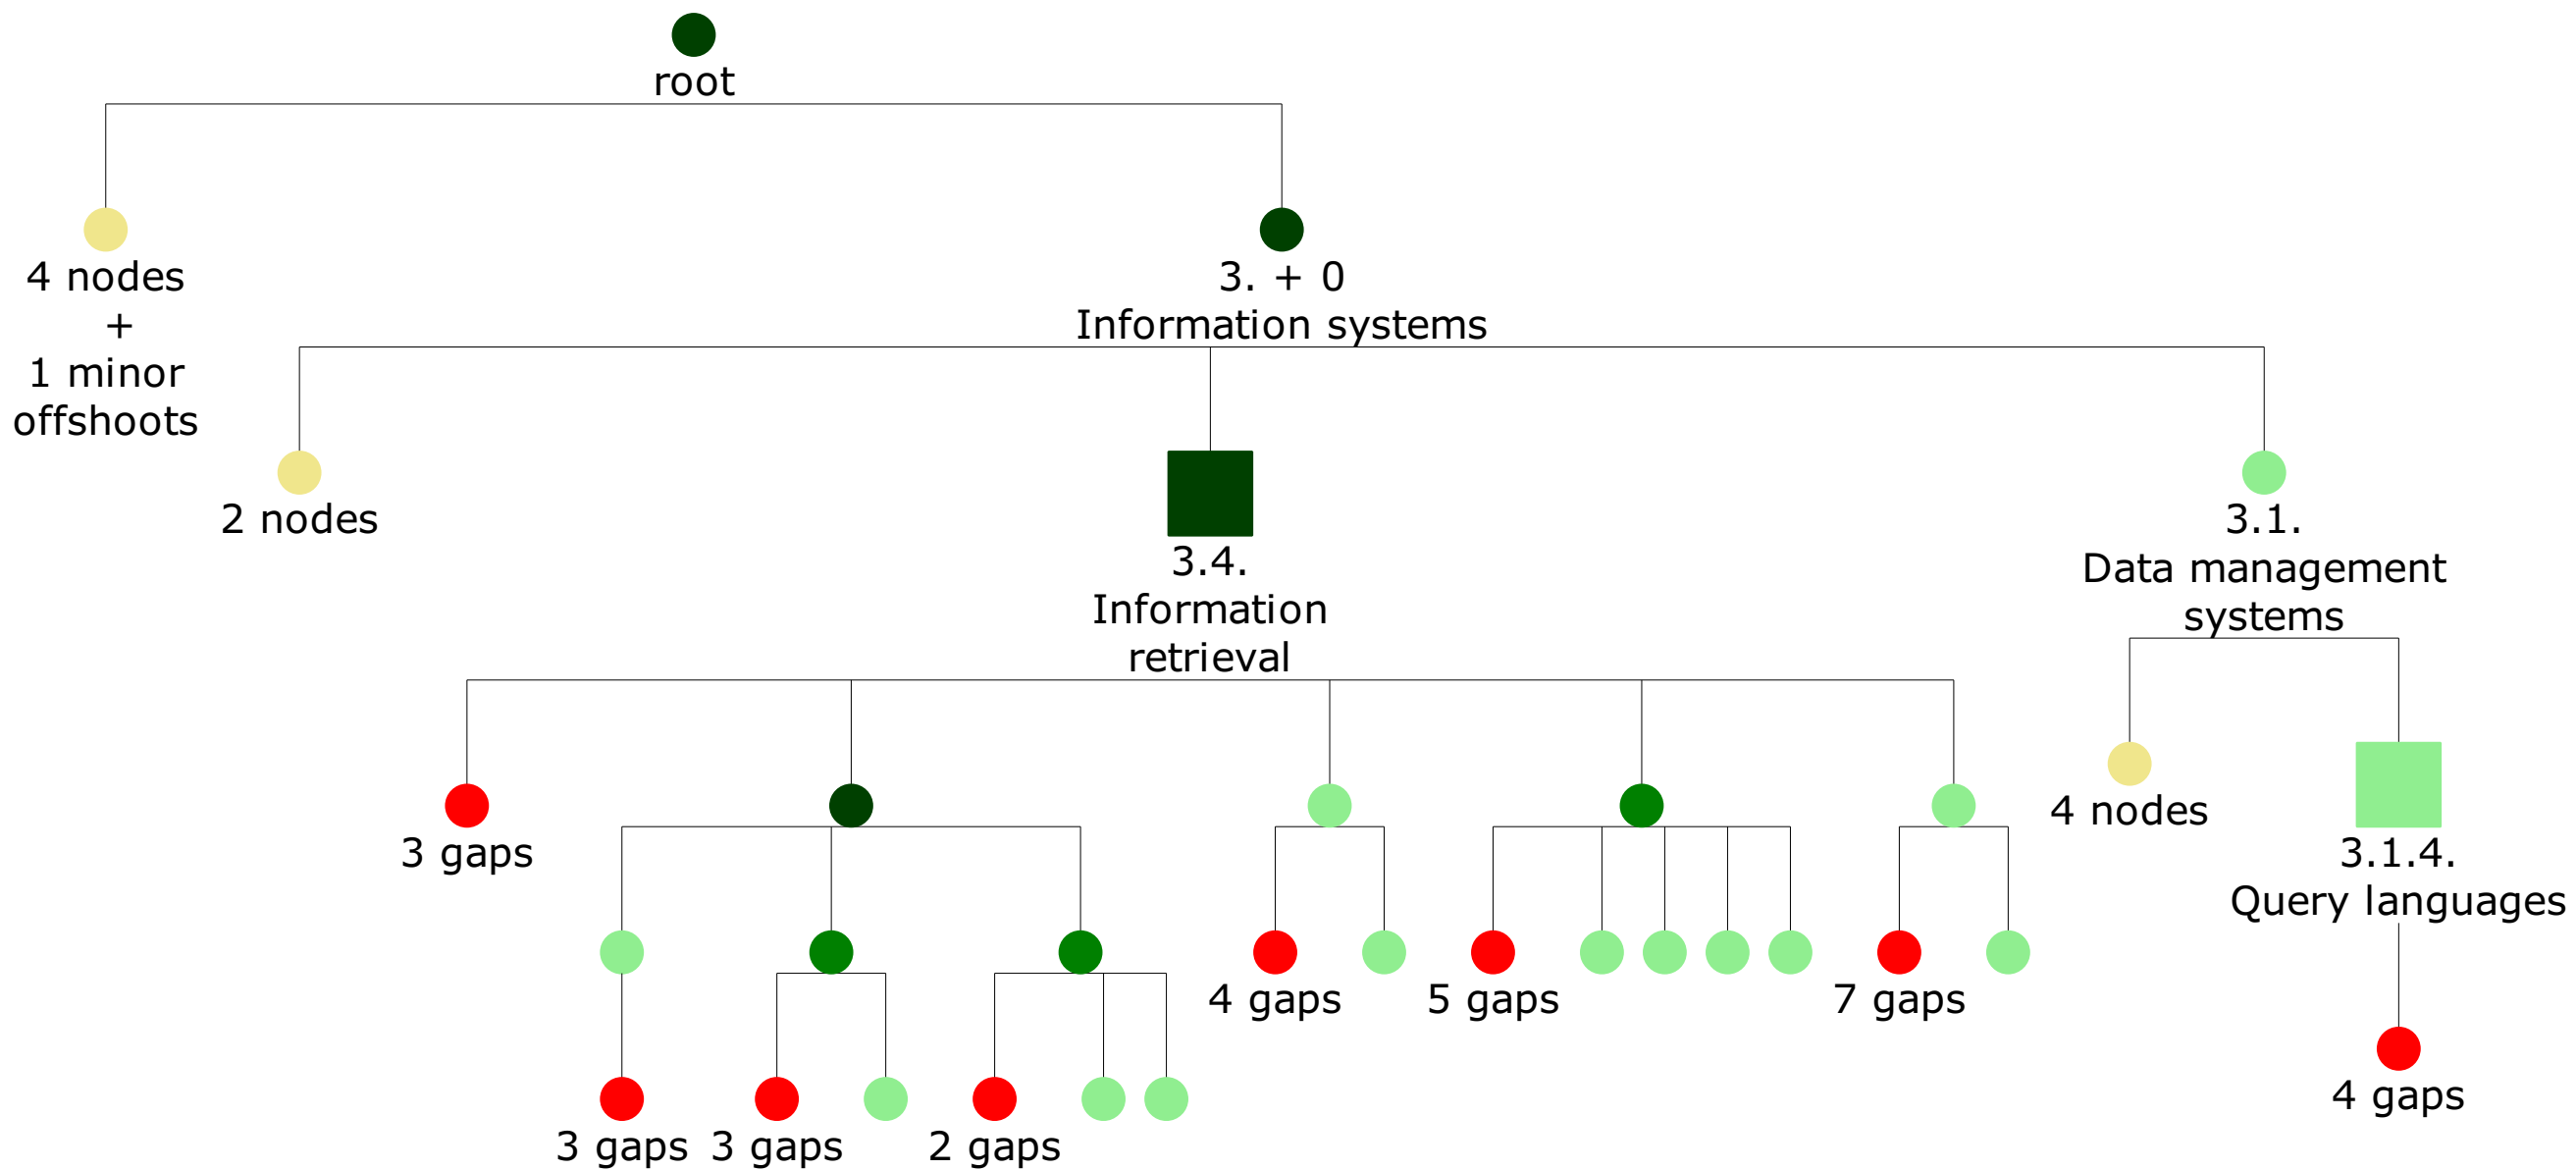 root
4 nodes
+
1 minor
offshoots
3. + 0
Information systems
2 nodes
3.4.
Information
retrieval
3.1.
Data management
systems
3 gaps
4 nodes
3.1.4.
Query languages
4 gaps
5 gaps
7 gaps
3 gaps
3 gaps
2 gaps
4 gaps